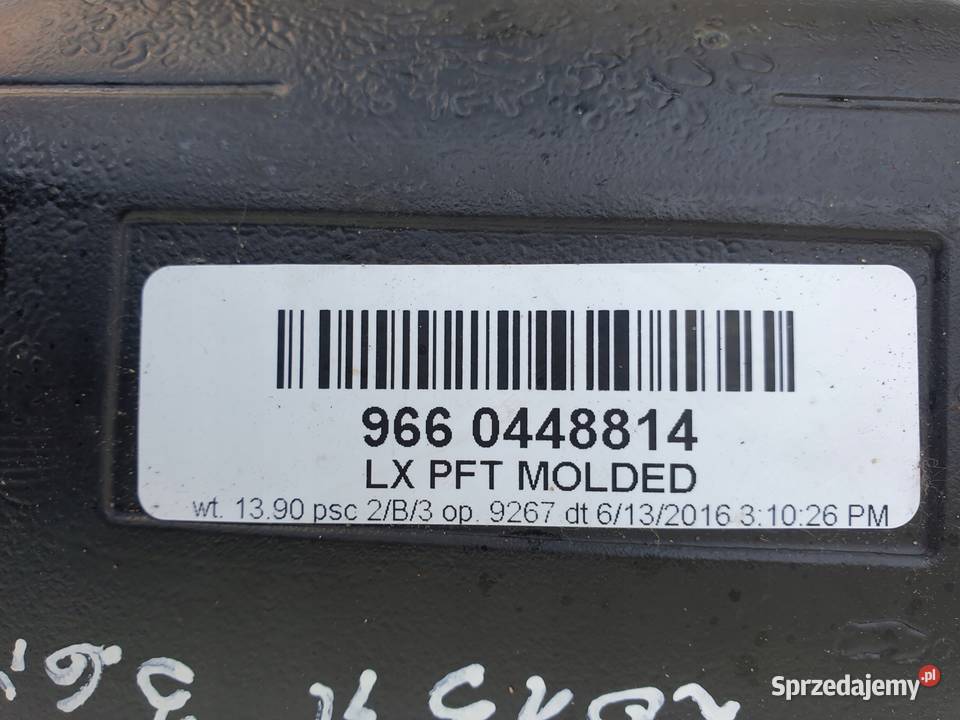 966 0448814
LX PFT MOLDED
wt. 13.90 psc 2/B/3 op. 9267 dt 6/13/2016 3:10:26 PM
Sprzedajemy.pl